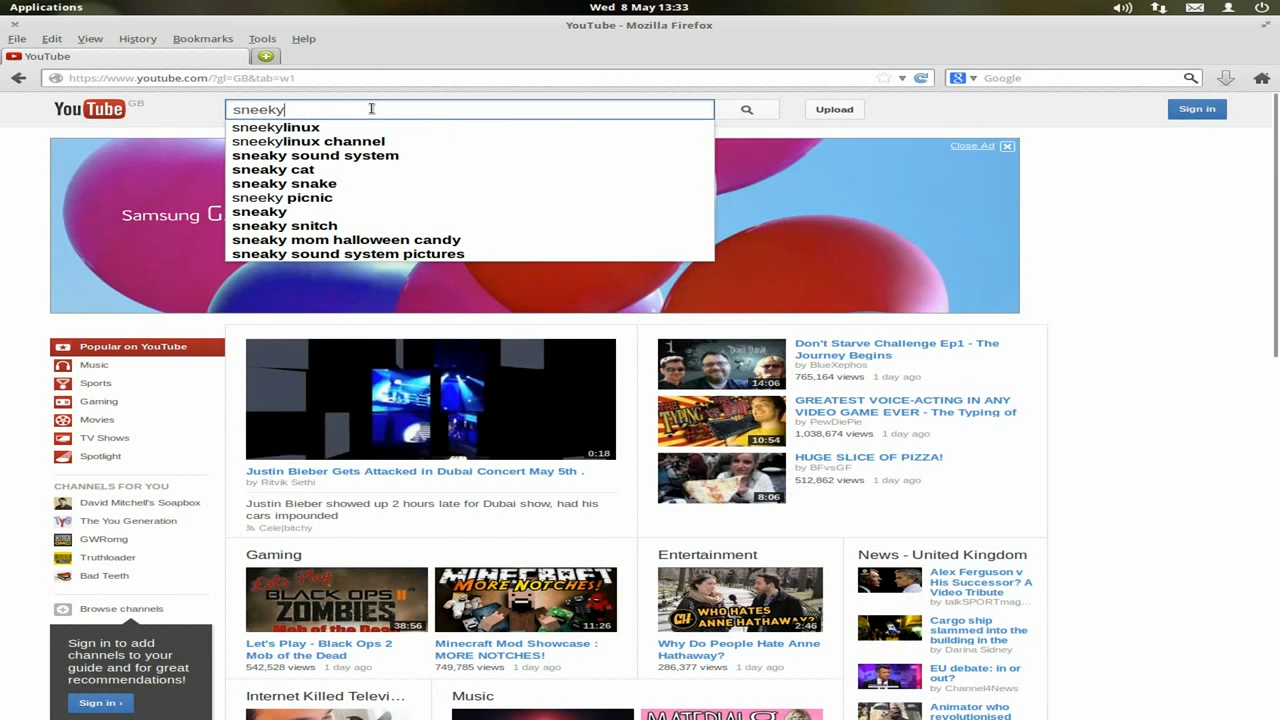 Applications
Wed 8 May 13:33
YouTube - Mozilla Firefox
File Edit View History Bookmarks Tools Help
YouTube
https://www.youtube.com/?gl=GB&tab=w1
Google
YouTube GB
sneeky
Upload
Sign in
sneekylinux
sneekylinux channel
sneaky sound system
sneaky cat
sneaky snake
sneeky picnic
sneaky
sneaky snitch
sneaky mom halloween candy
sneaky sound system pictures
Close Ad
Samsung
Popular on YouTube
Music
Sports
Gaming
Movies
TV Shows
Spotlight
CHANNELS FOR YOU
David Mitchell's Soapbox
The You Generation
GWRomg
Truthloader
Bad Teeth
Browse channels
Sign in to add
channels to your
guide and for great
recommendations!
Sign in ›
0:18
Justin Bieber Gets Attacked in Dubai Concert May 5th .
by Ritvik Sethi
Justin Bieber showed up 2 hours late for Dubai show, had his
cars impounded
Cele|bitchy
14:06
Don't Starve Challenge Ep1 - The
Journey Begins
by BlueXephos
765,164 views 1 day ago
THE TYPING
10:54
GREATEST VOICE-ACTING IN ANY
VIDEO GAME EVER - The Typing of
by PewDiePie
1,038,674 views 1 day ago
8:06
HUGE SLICE OF PIZZA!
by BFvsGF
512,862 views 1 day ago
Gaming
Let's Play
BLACK OPS II
ZOMBIES
Mob of the Dead
38:56
Let's Play - Black Ops 2
Mob of the Dead
542,528 views 1 day ago
MINECRAFT
MORE NOTCHES!
11:26
Minecraft Mod Showcase :
MORE NOTCHES!
749,785 views 1 day ago
Entertainment
CH
WHO HATES
ANNE HATHAWAY?
2:46
Why Do People Hate Anne
Hathaway?
286,377 views 1 day ago
News - United Kingdom
Alex Ferguson v
His Successor? A
Video Tribute
by talkSPORTmag...
Cargo ship
slammed into the
building in the
by Darina Sidney
EU debate: in or
out?
by Channel4News
Animator who
revolutionised
Internet Killed Televi...
Music
MATERIAL